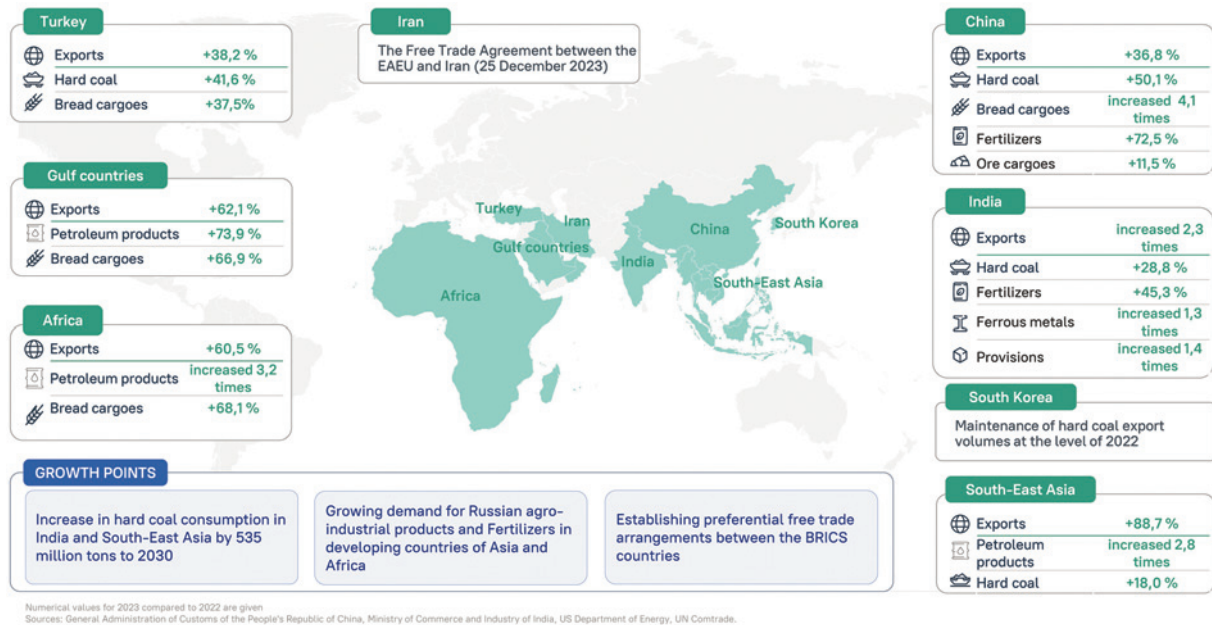 Turkey
Exports +38,2 %
Hard coal +41,6 %
Bread cargoes +37,5%
Iran
The Free Trade Agreement between the
EAEU and Iran (25 December 2023)
China
Exports +36,8 %
Hard coal +50,1 %
Bread cargoes increased 4,1
times
Fertilizers +72,5 %
Ore cargoes +11,5 %
Gulf countries
Exports +62,1 %
Petroleum products +73,9 %
Bread cargoes +66,9 %
Africa
Exports +60,5 %
Petroleum products increased 3,2
times
Bread cargoes +68,1 %
Turkey
Iran
Gulf countries
Africa
China
South Korea
India
South-East Asia
India
Exports increased 2,3
times
Hard coal +28,8 %
Fertilizers +45,3 %
Ferrous metals increased 1,3
times
Provisions increased 1,4
times
South Korea
Maintenance of hard coal export
volumes at the level of 2022
South-East Asia
Exports +88,7 %
Petroleum
products increased 2,8
times
Hard coal +18,0 %
GROWTH POINTS
Increase in hard coal consumption in
India and South-East Asia by 535
million tons to 2030
Growing demand for Russian agro-
industrial products and Fertilizers in
developing countries of Asia and
Africa
Establishing preferential free trade
arrangements between the BRICS
countries
Numerical values for 2023 compared to 2022 are given
Sources: General Administration of Customs of the People's Republic of China, Ministry of Commerce and Industry of India, US Department of Energy, UN Comtrade.